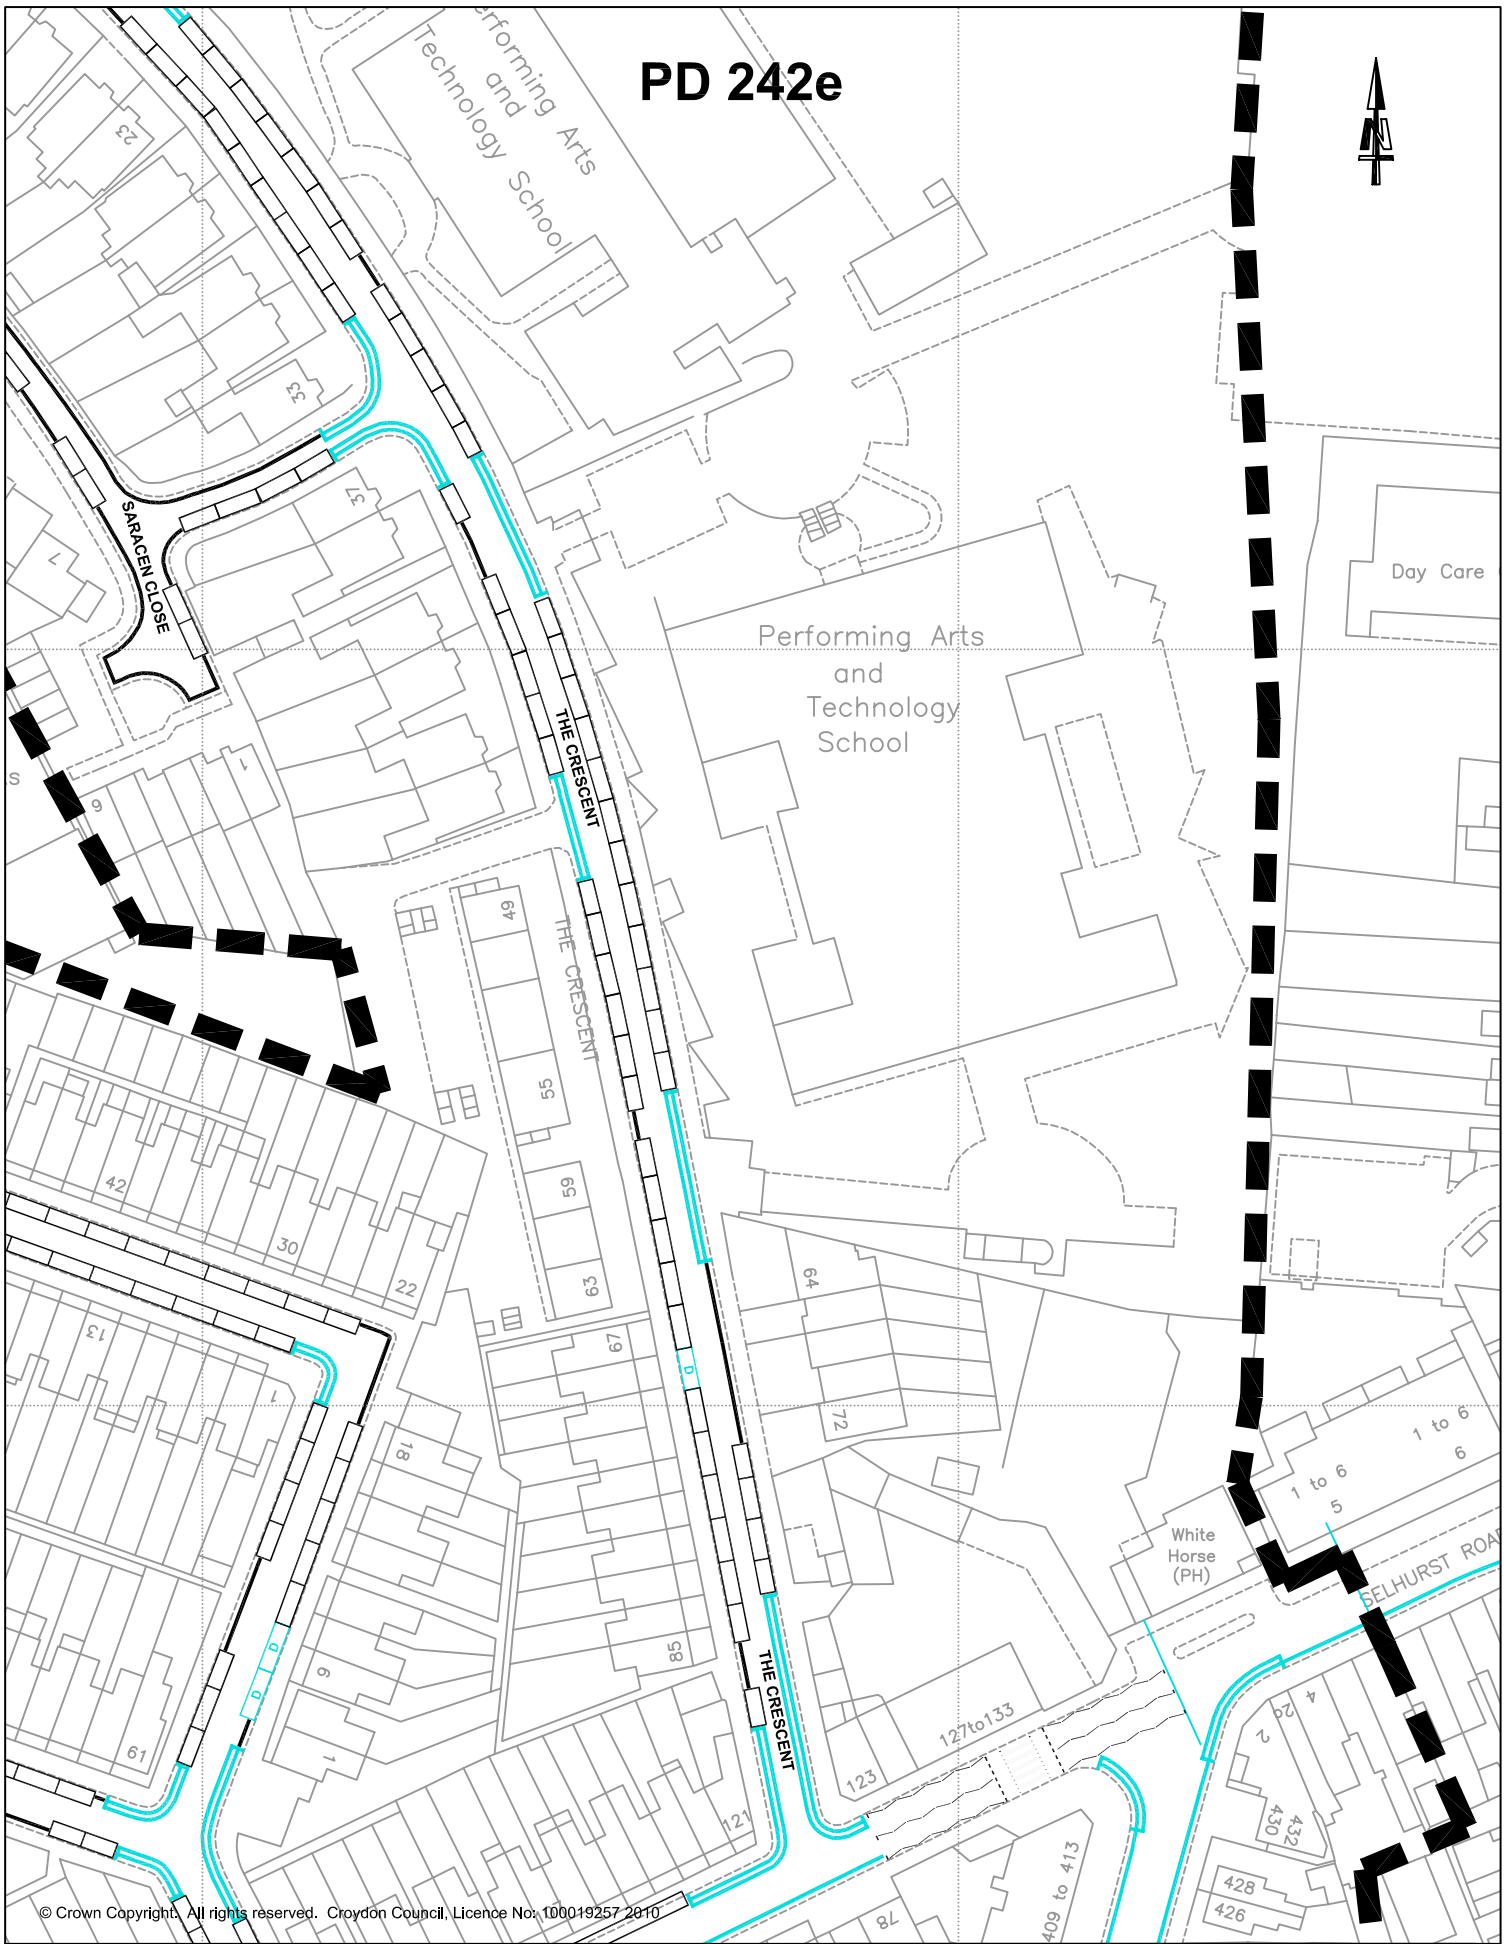 PD 242e
N
erforming Arts
and
Technology School
23
33
37
7
SARACEN CLOSE
Day Care
Performing Arts
and
Technology
School
THE CRESCENT
1
6
s
49
THE CRESCENT
55
59
63
42
30
22
13
1
64
67
72
D
18
1 to 6
6
1 to 6
5
White
Horse
(PH)
SELHURST ROA
D
D
9
85
THE CRESCENT
61
1
127to133
123
121
4
2a
2
430
432
428
426
409 to 413
78
© Crown Copyright. All rights reserved. Croydon Council, Licence No: 100019257 2010